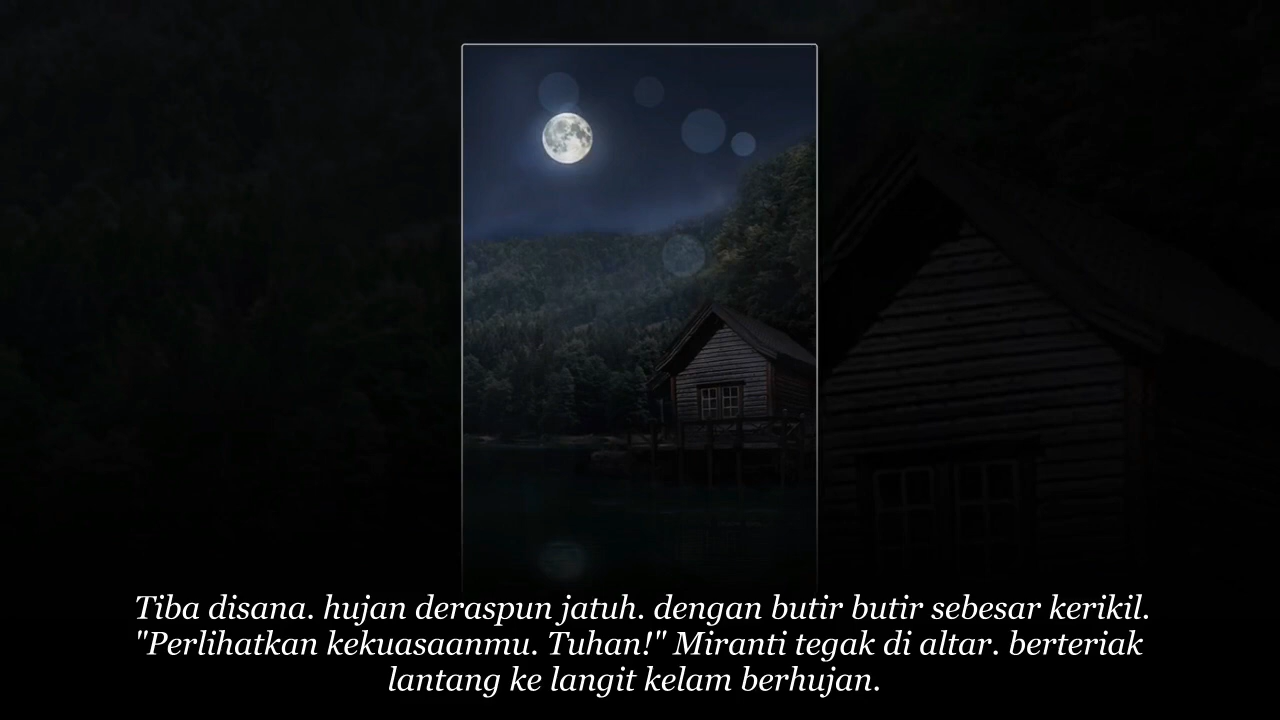 Tiba disana. hujan deraspun jatuh. dengan butir butir sebesar kerikil.
"Perlihatkan kekuasaanmu. Tuhan!" Miranti tegak di altar. berteriak
lantang ke langit kelam berhujan.